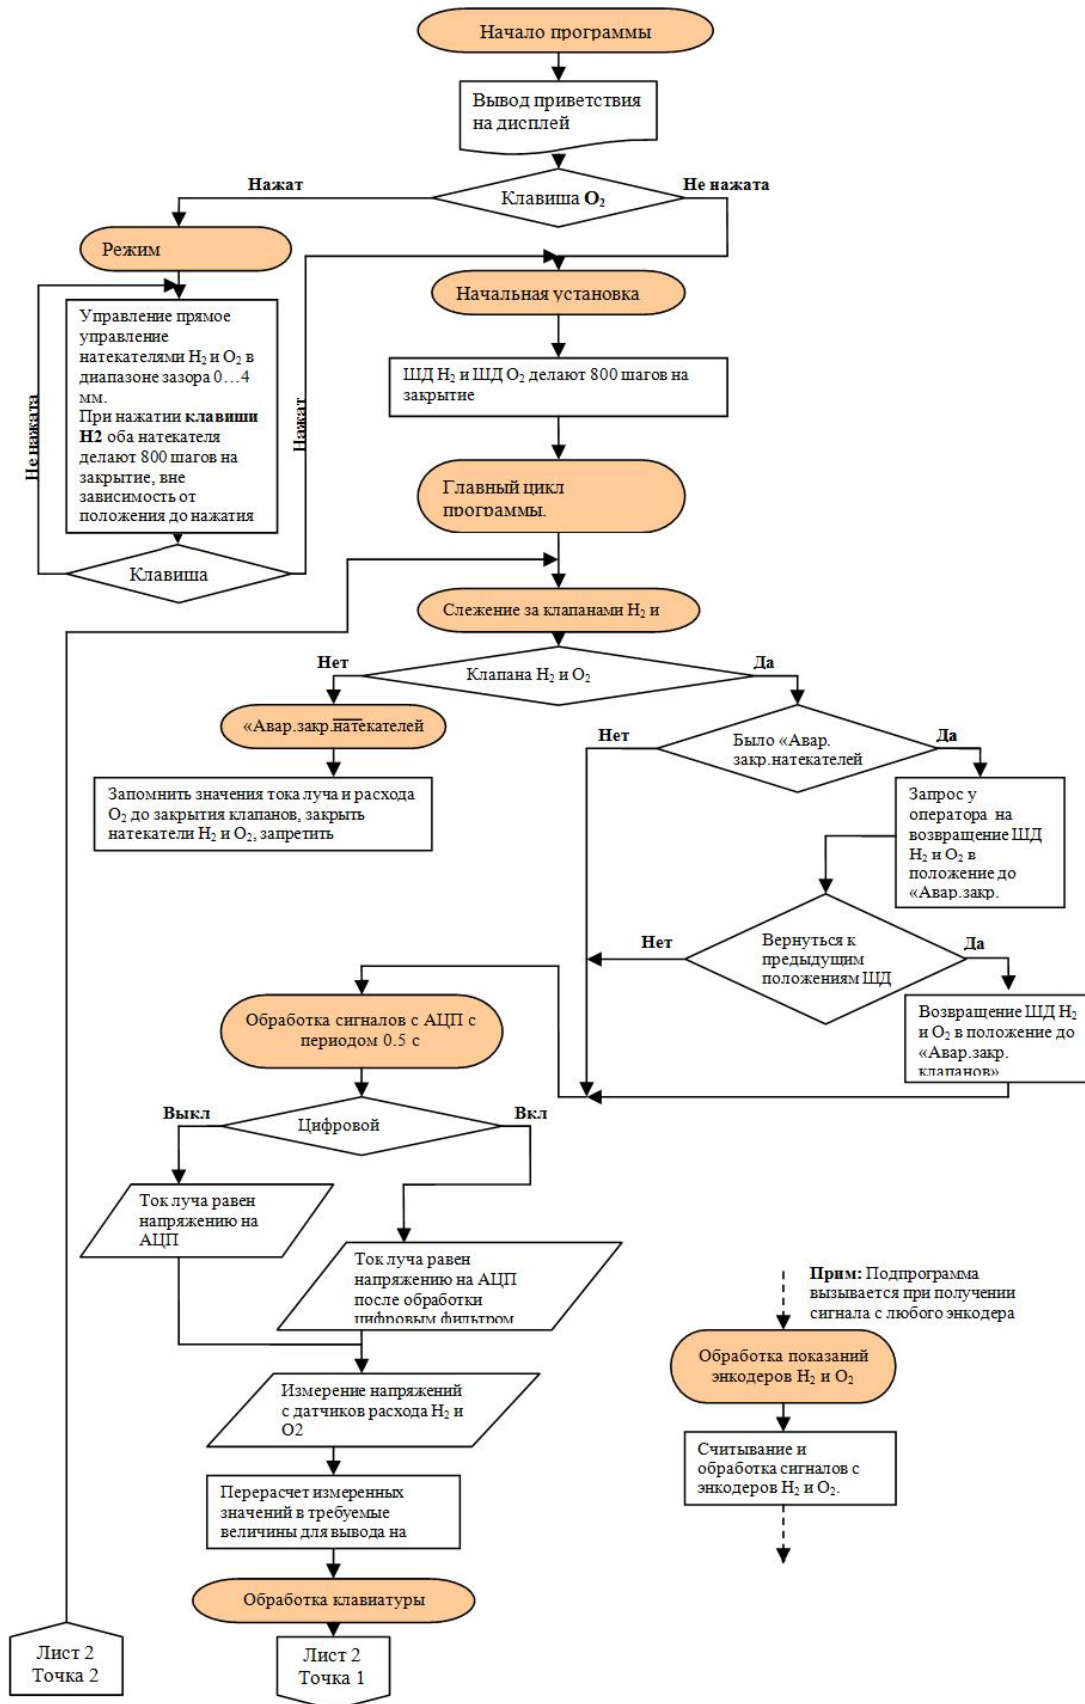 Начало программы
Вывод приветствия
на дисплей
Нажат
Не нажата
Клавиша O₂
Режим
Начальная установка
Управление прямое
управление
натекателями H₂ и O₂ в
диапазоне зазора 0…4
мм.
При нажатии клавиши
H2 оба натекателя
делают 800 шагов на
закрытие, вне
зависимость от
положения до нажатия
Не нажата
Нажат
ШД H₂ и ШД O₂ делают 800 шагов на
закрытие
Главный цикл
программы.
Клавиша
Слежение за клапанами H₂ и
Нет
Да
Клапана H₂ и O₂
«Авар.закр.натекателей
Нет
Да
Было «Авар.
закр.натекателей
Запомнить значения тока луча и расхода
O₂ до закрытия клапанов, закрыть
натекатели H₂ и O₂, запретить
Запрос у
оператора на
возвращение ШД
H₂ и O₂ в
положение до
«Авар.закр.
Нет
Да
Вернуться к
предыдущим
положениям ШД
Возвращение ШД H₂
и O₂ в положение до
«Авар.закр.
клапанов»
Обработка сигналов с АЦП с
периодом 0.5 с
Выкл
Вкл
Цифровой
Ток луча равен
напряжению на
АЦП
Ток луча равен
напряжению на АЦП
после обработки
цифровым фильтром
Прим: Подпрограмма
вызывается при получении
сигнала с любого энкодера
Обработка показаний
энкодеров H₂ и O₂
Измерение напряжений
с датчиков расхода H₂ и
O2
Считывание и
обработка сигналов с
энкодеров H₂ и O₂.
Перерасчет измеренных
значений в требуемые
величины для вывода на
Обработка клавиатуры
Лист 2
Точка 2
Лист 2
Точка 1